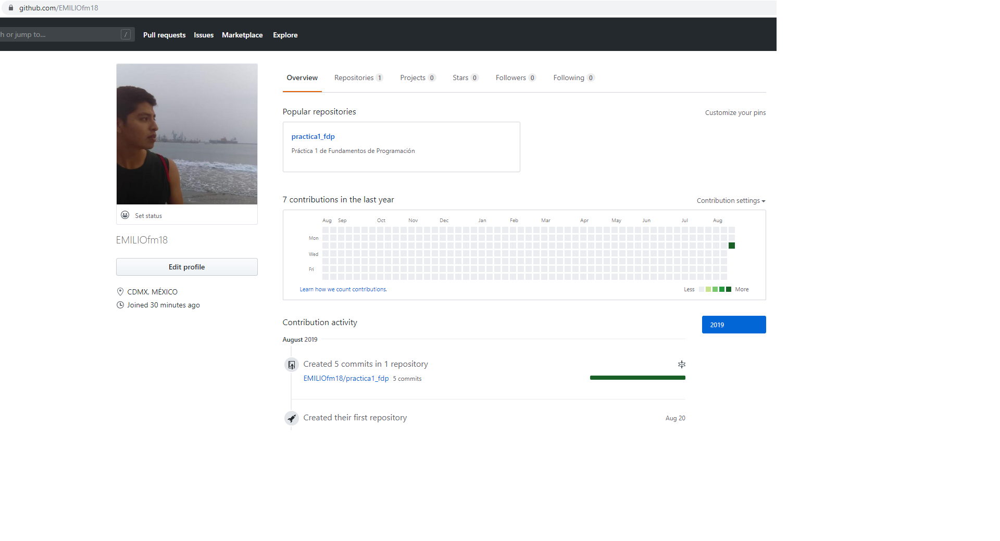 github.com/EMILIOfm18
h or jump to... / Pull requests Issues Marketplace Explore
Overview Repositories 1 Projects 0 Stars 0 Followers 0 Following 0
Popular repositories Customize your pins
practica1_fdp
Práctica 1 de Fundamentos de Programación
7 contributions in the last year Contribution settings
Aug Sep Oct Nov Dec Jan Feb Mar Apr May Jun Jul Aug
Mon
Wed
Fri
Learn how we count contributions. Less More
Set status
EMILIOfm18
Edit profile
CDMX, MÉXICO
Joined 30 minutes ago
Contribution activity 2019
August 2019
Created 5 commits in 1 repository
EMILIOfm18/practica1_fdp 5 commits
Created their first repository Aug 20